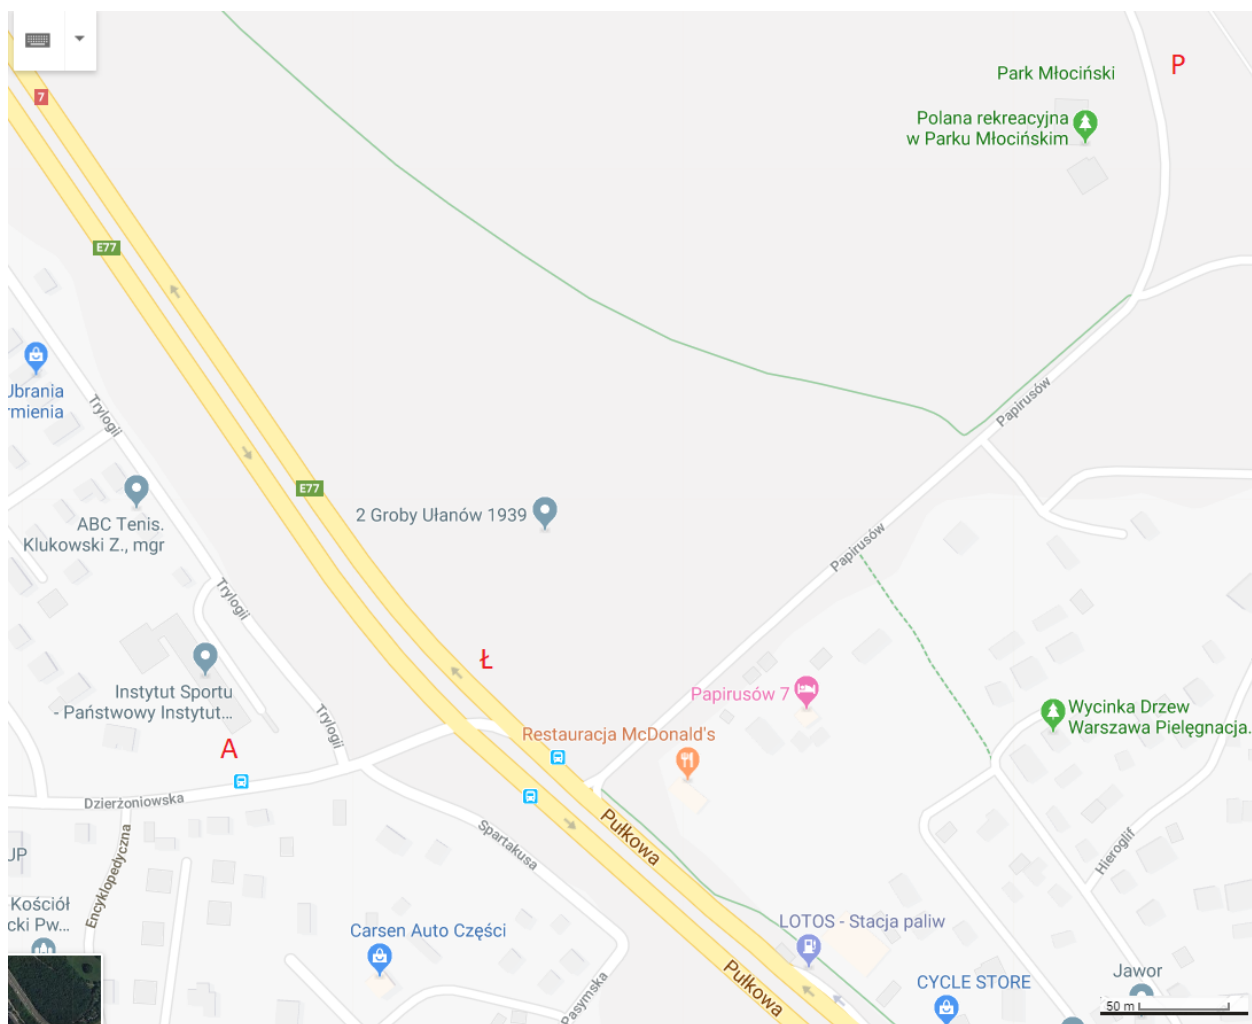 7
Park Młociński
P
Polana rekreacyjna
w Parku Młocińskim
E77
Ubrania
rmienia
Trylogii
Papirusów
E77
2 Groby Ułanów 1939
ABC Tenis.
Klukowski Z., mgr
Papirusów
Trylogii
Ł
Instytut Sportu
- Państwowy Instytut...
Papirusów 7
Trylogii
Wycinka Drzew
Warszawa Pielęgnacja.
A
Restauracja McDonald's
Dzierżoniowska
Pułkowa
Spartakusa
Encyklopedyczna
Hieroglif
JP
Kościół
cki Pw...
Carsen Auto Części
LOTOS - Stacja paliw
Pułkowa
Pasymska
CYCLE STORE
Jawor
50 m